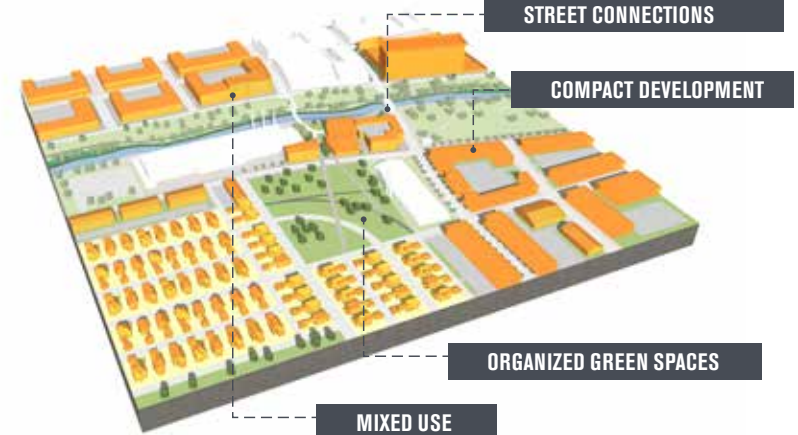 STREET CONNECTIONS
COMPACT DEVELOPMENT
ORGANIZED GREEN SPACES
MIXED USE